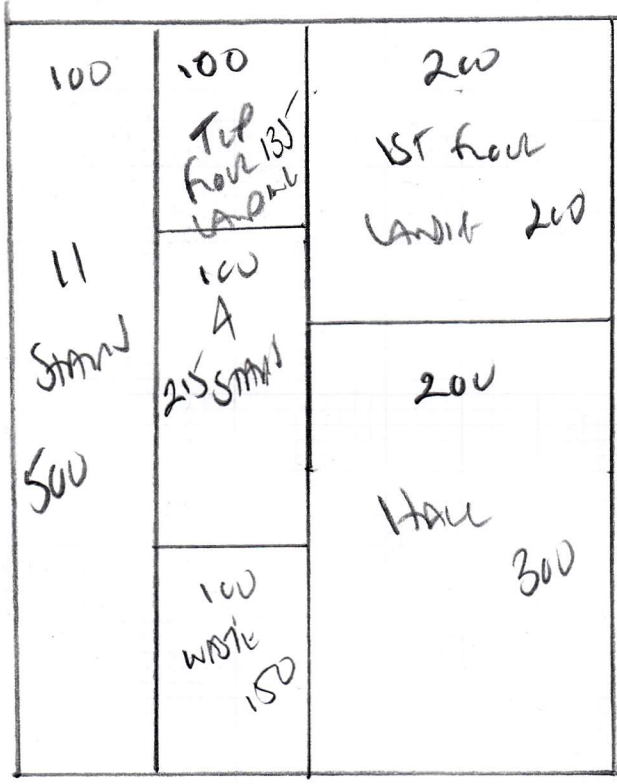 100
11
STAIRS
500
100
TOP
FLOOR 135
LANDING
100
4
215 STAIRS
100
WASTE
150
200
1ST FLOOR
LANDING 200
200
HALL
300